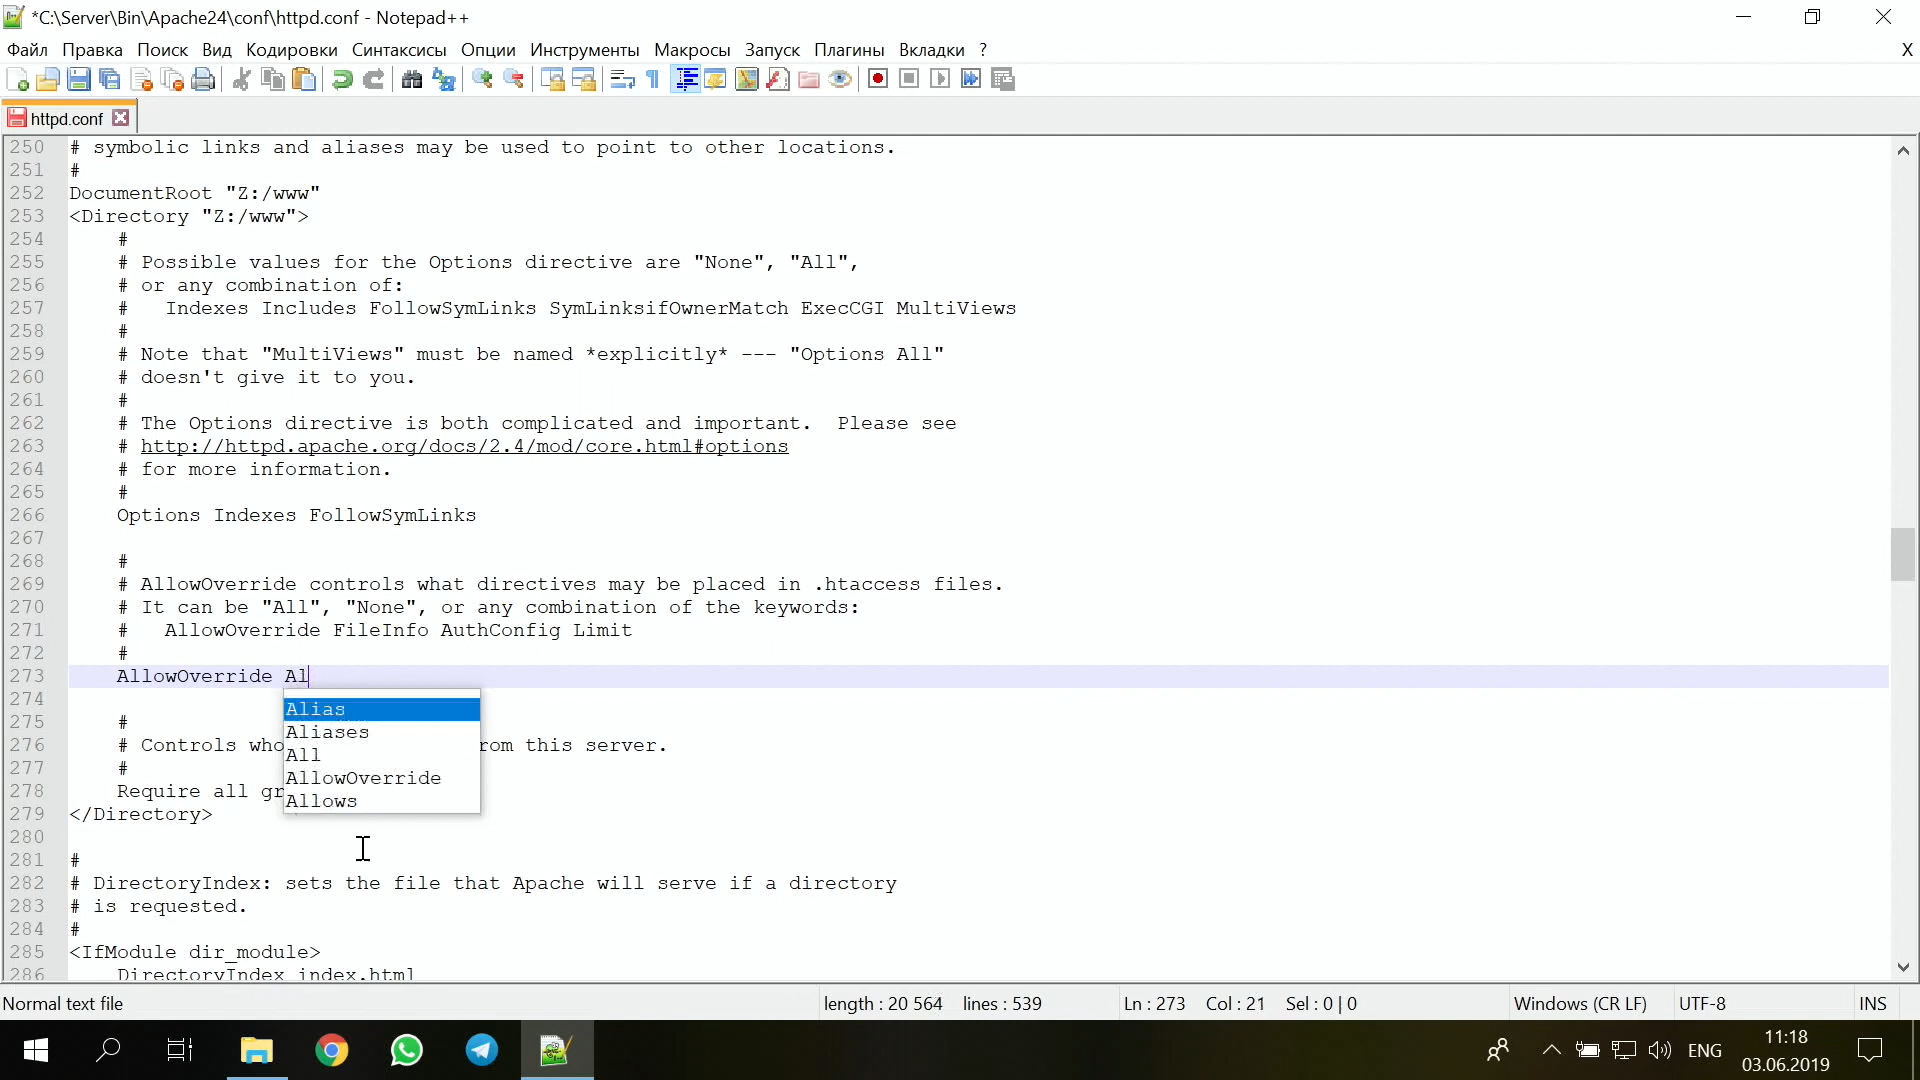 *C:\Server\Bin\Apache24\conf\httpd.conf - Notepad++
Файл Правка Поиск Вид Кодировки Синтаксисы Опции Инструменты Макросы Запуск Плагины Вкладки ? X
httpd.conf
250 # symbolic links and aliases may be used to point to other locations.
251 #
252 DocumentRoot "Z:/www"
253 <Directory "Z:/www">
254 #
255 # Possible values for the Options directive are "None", "All",
256 # or any combination of:
257 #   Indexes Includes FollowSymLinks SymLinksifOwnerMatch ExecCGI MultiViews
258 #
259 # Note that "MultiViews" must be named *explicitly* --- "Options All"
260 # doesn't give it to you.
261 #
262 # The Options directive is both complicated and important.  Please see
263 # http://httpd.apache.org/docs/2.4/mod/core.html#options
264 # for more information.
265 #
266 Options Indexes FollowSymLinks
267
268 #
269 # AllowOverride controls what directives may be placed in .htaccess files.
270 # It can be "All", "None", or any combination of the keywords:
271 #   AllowOverride FileInfo AuthConfig Limit
272 #
273 AllowOverride Al
274
275 #
276 # Controls who rom this server.
277 #
278 Require all gr
279 </Directory>
280
281 #
282 # DirectoryIndex: sets the file that Apache will serve if a directory
283 # is requested.
284 #
285 <IfModule dir_module>
286 DirectoryIndex index.html
Alias
Aliases
All
AllowOverride
Allows
Normal text file length : 20 564 lines : 539 Ln : 273 Col : 21 Sel : 0 | 0 Windows (CR LF) UTF-8 INS
ENG
11:18
03.06.2019